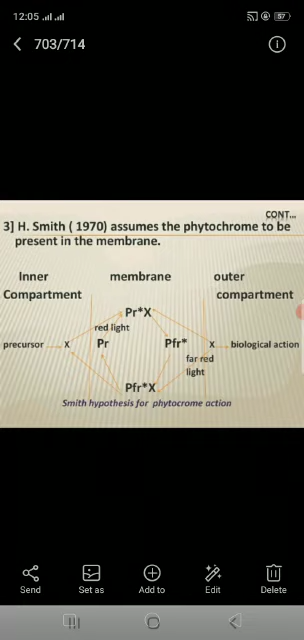 12:05
57
703/714
CONT...
3] H. Smith ( 1970) assumes the phytochrome to be
present in the membrane.
Inner membrane outer
Compartment compartment
Pr*X
red light
precursor X Pr Pfr* X biological action
far red
light
Pfr*X
Smith hypothesis for phytocrome action
Send Set as Add to Edit Delete